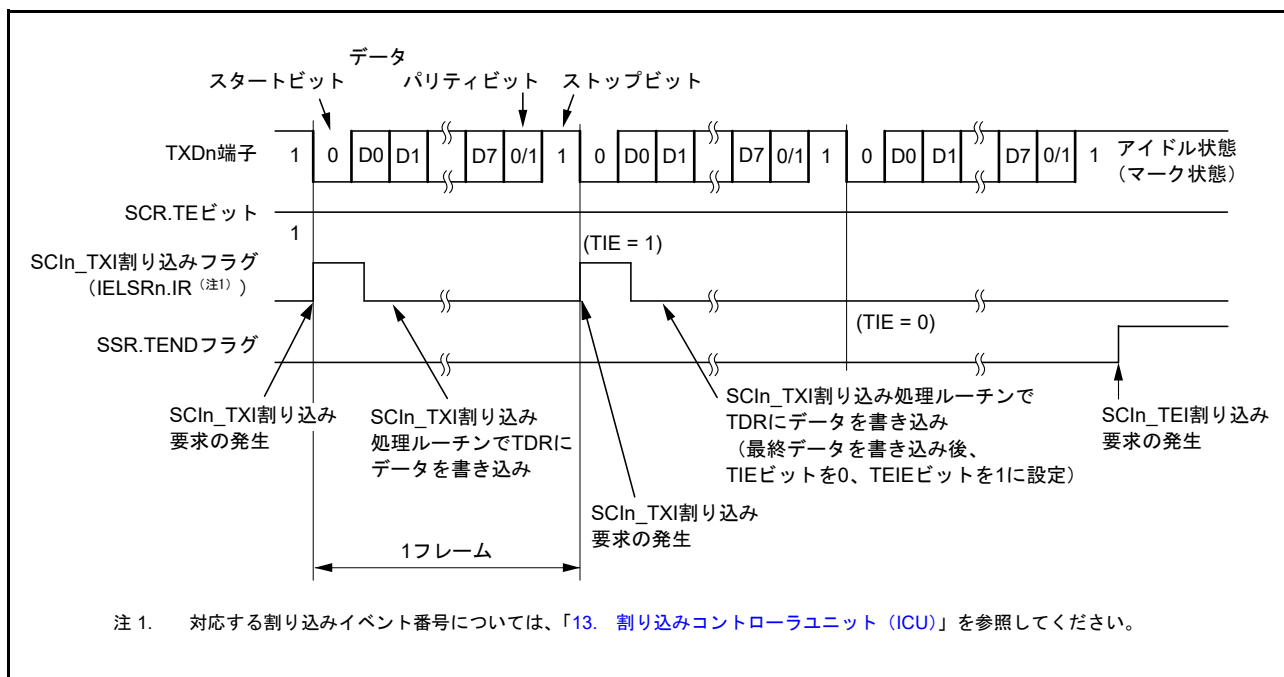 データ
スタートビット パリティビット ストップビット
TXDn端子 1 0 D0 D1 D7 0/1 1 0 D0 D1 D7 0/1 1 0 D0 D1 D7 0/1 1 アイドル状態
(マーク状態)
SCR.TEビット
1
SCIn_TXI割り込みフラグ
(IELSRn.IR (注1) )
(TIE = 1)
(TIE = 0)
SSR.TENDフラグ
SCIn_TXI割り込み
要求の発生
SCIn_TXI割り込み
処理ルーチンでTDRに
データを書き込み
SCIn_TXI割り込み処理ルーチンで
TDRにデータを書き込み
(最終データを書き込み後、
TIEビットを0、TEIEビットを1に設定)
SCIn_TEI割り込み
要求の発生
SCIn_TXI割り込み
要求の発生
1フレーム
注 1. 対応する割り込みイベント番号については、「13. 割り込みコントローラユニット(ICU)」を参照してください。